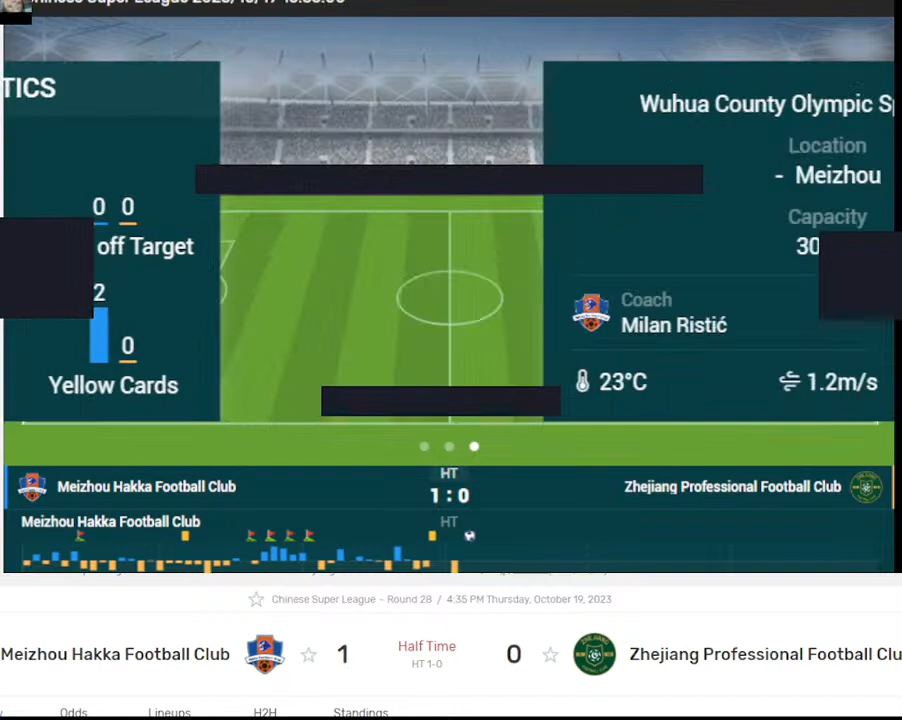 TICS
Wuhua County Olympic Sp
Location
- Meizhou
0 0
Capacity
off Target
30
2
Coach
Milan Ristić
0
Yellow Cards
23°C
1.2m/s
HT
Meizhou Hakka Football Club
1 : 0
Zhejiang Professional Football Club
Meizhou Hakka Football Club
HT
Chinese Super League - Round 28 / 4:35 PM Thursday, October 19, 2023
Meizhou Hakka Football Club
1
Half Time
HT 1-0
0
Zhejiang Professional Football Clu
Odds
Lineups
H2H
Standings